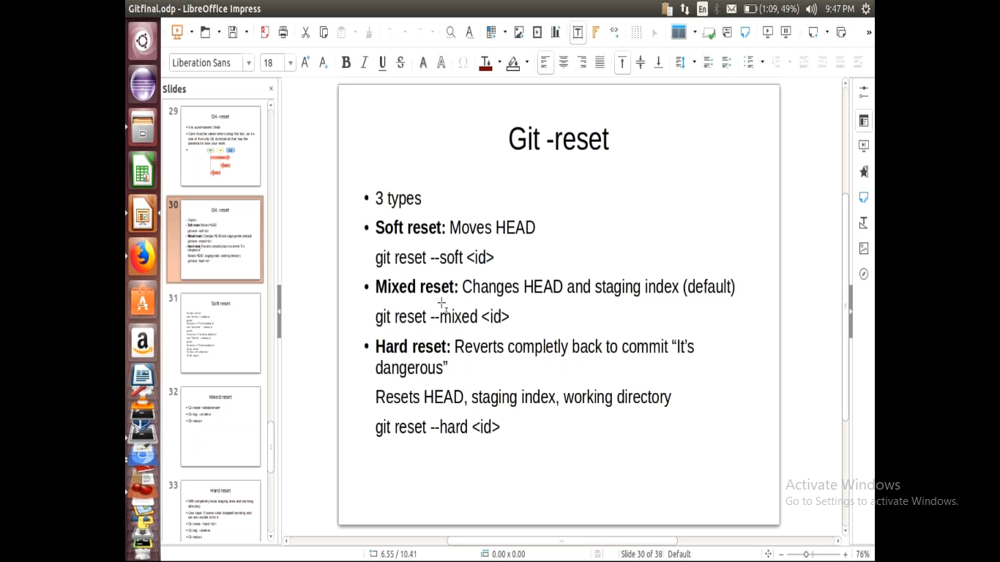 Gitfinal.odp - LibreOffice Impress
En
(1:09, 49%)
9:47 PM
Liberation Sans
18
Slides
29
Git -reset
It is a permanent Undo
Care must be taken when using this tool, as it's
one of the only Git commands that has the
potential to lose your work.
30
Git -reset
3 types
Soft reset: Moves HEAD
git reset --soft <id>
Mixed reset: Changes HEAD and staging index (default)
git reset --mixed <id>
Hard reset: Reverts completly back to commit “It’s
dangerous”
Resets HEAD, staging index, working directory
git reset --hard <id>
31
Soft reset
32
Mixed reset
Git log --oneline
Git status
33
Hard reset
Will completely wipe staging area and working
directory
Use case: If some code stopped working and
we are unable to fix it
Git reset --hard <id>
Git log --oneline
Git status
Git -reset
• 3 types
• Soft reset: Moves HEAD
git reset --soft <id>
• Mixed reset: Changes HEAD and staging index (default)
git reset --mixed <id>
• Hard reset: Reverts completly back to commit “It’s
dangerous”
Resets HEAD, staging index, working directory
git reset --hard <id>
Activate Windows
Go to Settings to activate Windows.
6.55 / 10.41
0.00 x 0.00
Slide 30 of 38
Default
76%